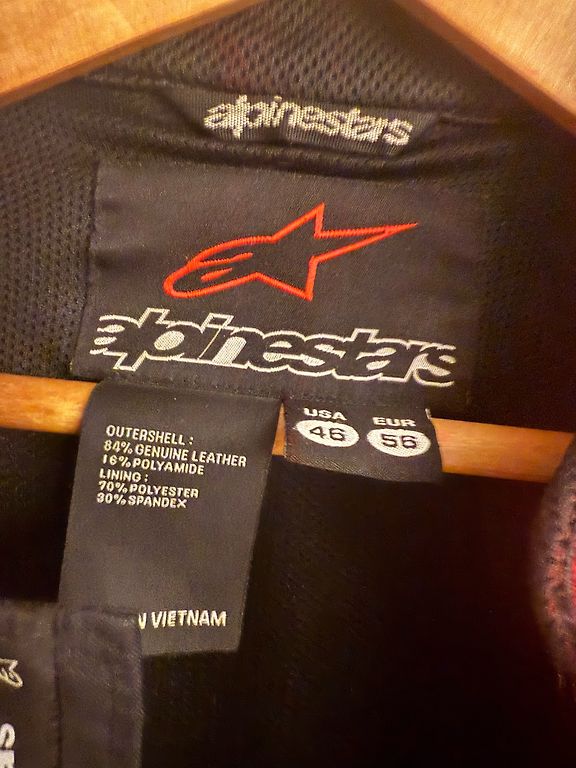 alpinestars
alpinestars
OUTERSHELL :
84% GENUINE LEATHER
16% POLYAMIDE
LINING :
70% POLYESTER
30% SPANDEX
VIETNAM
USA EUR
46 56